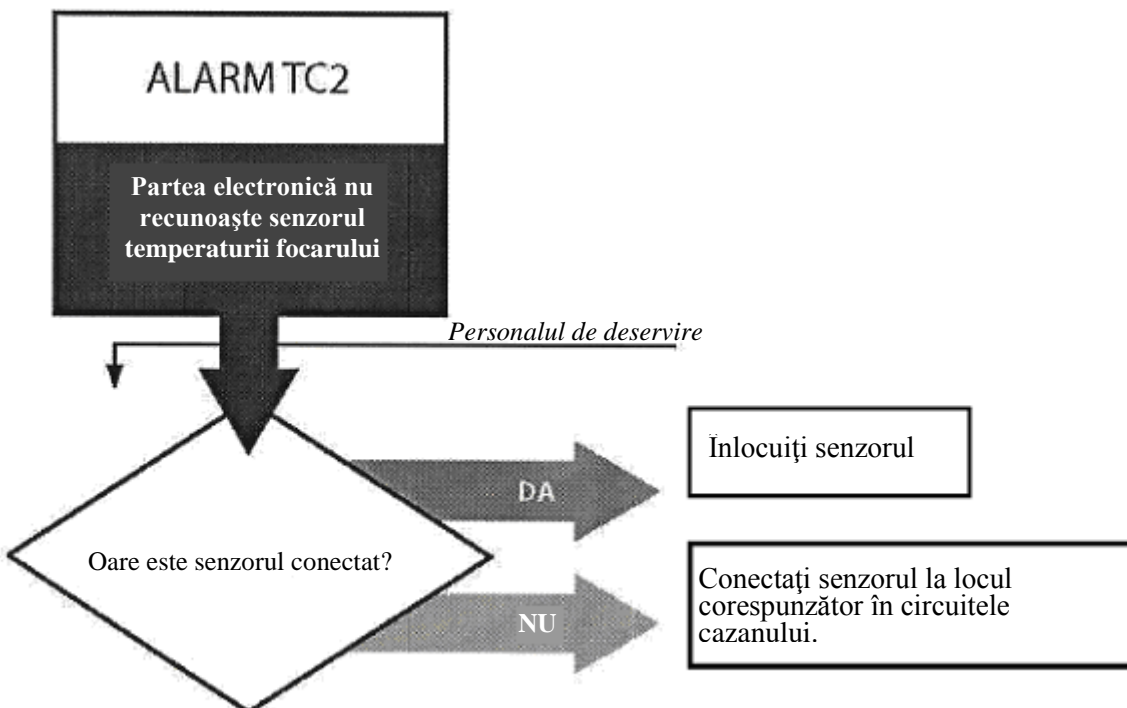 ALARM TC2
Partea electronică nu
recunoaşte senzorul
temperaturii focarului
Personalul de deservire
Inlocuiţi senzorul
DA
Oare este senzorul conectat?
Conectaţi senzorul la locul
corespunzător în circuitele
cazanului.
NU